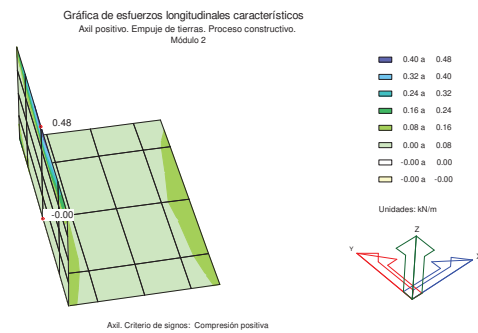 Gráfica de esfuerzos longitudinales característicos
Axil positivo. Empuje de tierras. Proceso constructivo.
Módulo 2
0.40 a 0.48
0.32 a 0.40
0.24 a 0.32
0.16 a 0.24
0.08 a 0.16
0.00 a 0.08
-0.00 a 0.00
-0.00 a -0.00
Unidades: kN/m
0.48
-0.00
Z
Y
X
Axil. Criterio de signos: Compresión positiva